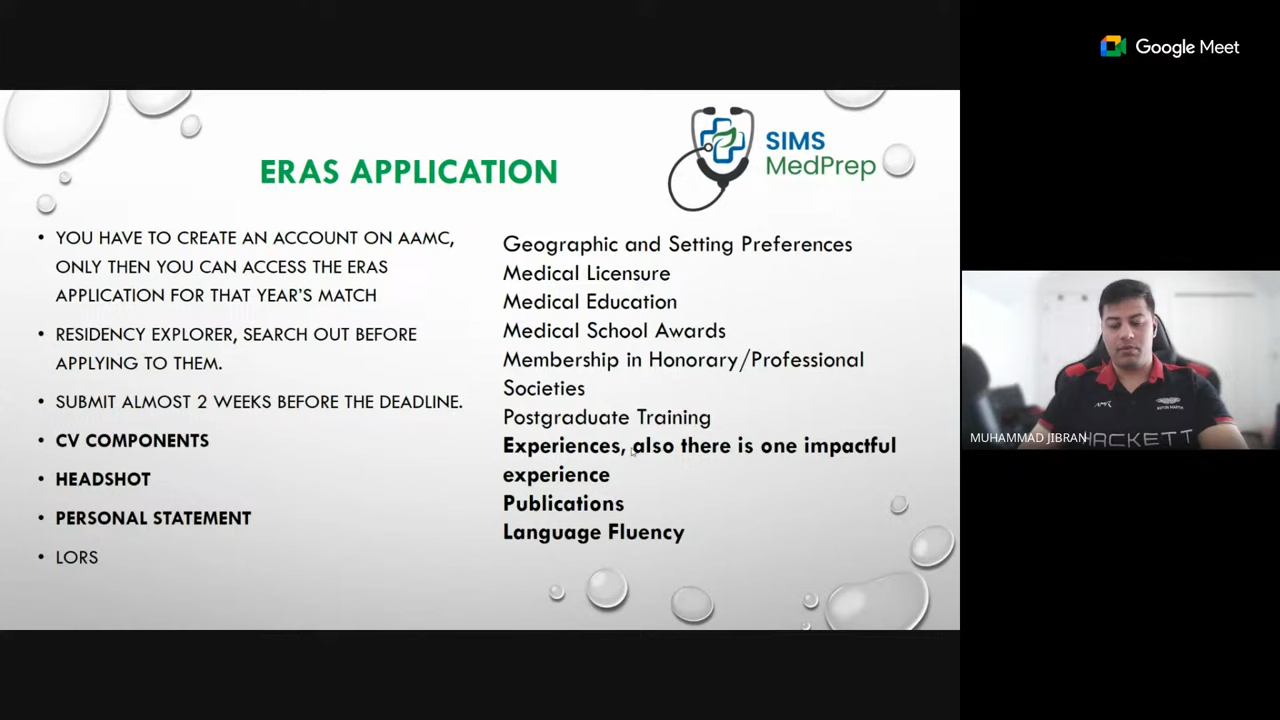 Google Meet
SIMS
MedPrep
ERAS APPLICATION
• YOU HAVE TO CREATE AN ACCOUNT ON AAMC,
ONLY THEN YOU CAN ACCESS THE ERAS
APPLICATION FOR THAT YEAR'S MATCH
• RESIDENCY EXPLORER, SEARCH OUT BEFORE
APPLYING TO THEM.
• SUBMIT ALMOST 2 WEEKS BEFORE THE DEADLINE.
• CV COMPONENTS
• HEADSHOT
• PERSONAL STATEMENT
• LORS
Geographic and Setting Preferences
Medical Licensure
Medical Education
Medical School Awards
Membership in Honorary/Professional
Societies
Postgraduate Training
Experiences, also there is one impactful
experience
Publications
Language Fluency
MUHAMMAD JIBRAN
HACKETT